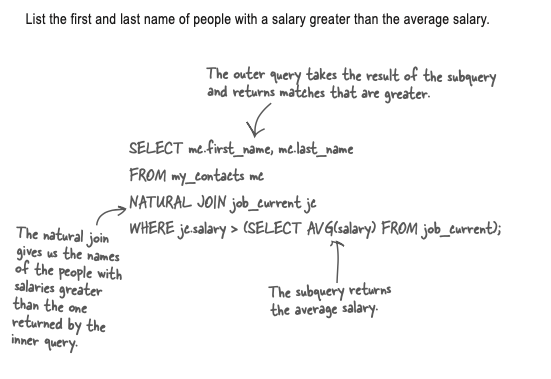 List the first and last name of people with a salary greater than the average salary.
The outer query takes the result of the subquery
and returns matches that are greater.
SELECT mc.first_name, mc.last_name
FROM my_contacts mc
NATURAL JOIN job_current jc
WHERE jc.salary > (SELECT AVG(salary) FROM job_current);
The natural join
gives us the names
of the people with
salaries greater
than the one
returned by the
inner query.
The subquery returns
the average salary.